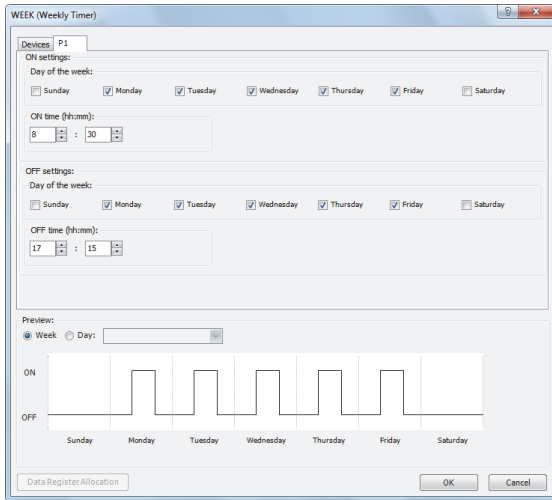 WEEK (Weekly Timer)
Devices P1
ON settings:
Day of the week:
Sunday Monday Tuesday Wednesday Thursday Friday Saturday
ON time (hh:mm):
8 : 30
OFF settings:
Day of the week:
Sunday Monday Tuesday Wednesday Thursday Friday Saturday
OFF time (hh:mm):
17 : 15
Preview:
Week Day:
ON
OFF
Sunday Monday Tuesday Wednesday Thursday Friday Saturday
Data Register Allocation OK Cancel